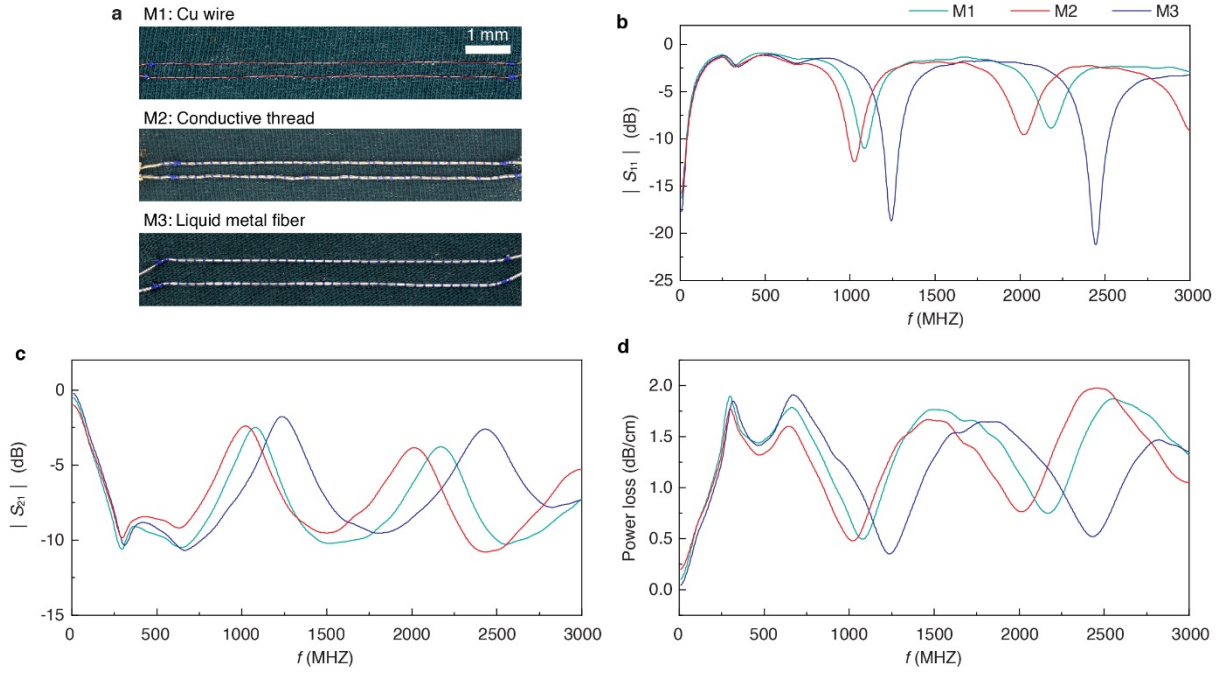 a
M1: Cu wire
1 mm
M2: Conductive thread
M3: Liquid metal fiber
b
M1 M2 M3
| S11 | (dB)
0
-5
-10
-15
-20
-25
0 500 1000 1500 2000 2500 3000
f (MHZ)
c
| S21 | (dB)
0
-5
-10
-15
0 500 1000 1500 2000 2500 3000
f (MHZ)
d
Power loss (dB/cm)
2.0
1.5
1.0
0.5
0.0
0 500 1000 1500 2000 2500 3000
f (MHZ)